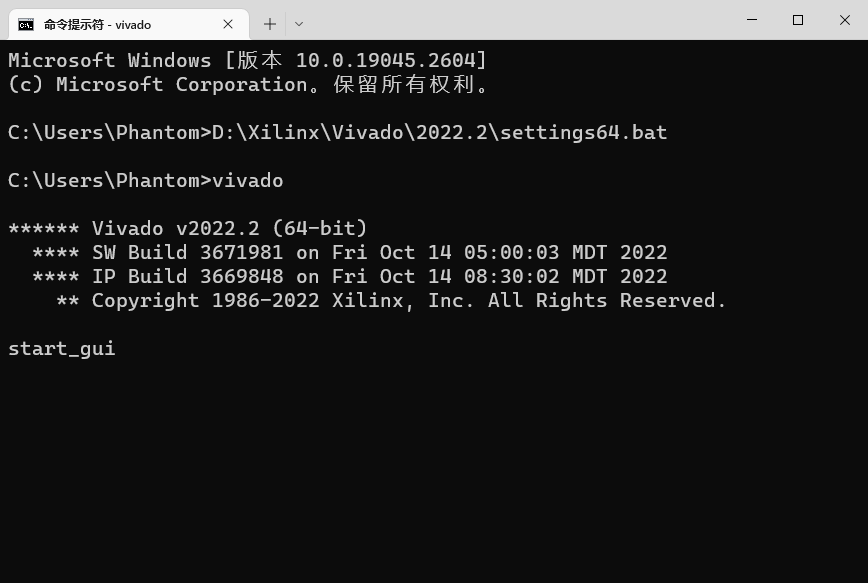 命令提示符 - vivado
Microsoft Windows [版本 10.0.19045.2604]
(c) Microsoft Corporation。保留所有权利。
C:\Users\Phantom>D:\Xilinx\Vivado\2022.2\settings64.bat
C:\Users\Phantom>vivado
****** Vivado v2022.2 (64-bit)
  **** SW Build 3671981 on Fri Oct 14 05:00:03 MDT 2022
  **** IP Build 3669848 on Fri Oct 14 08:30:02 MDT 2022
    ** Copyright 1986-2022 Xilinx, Inc. All Rights Reserved.
start_gui